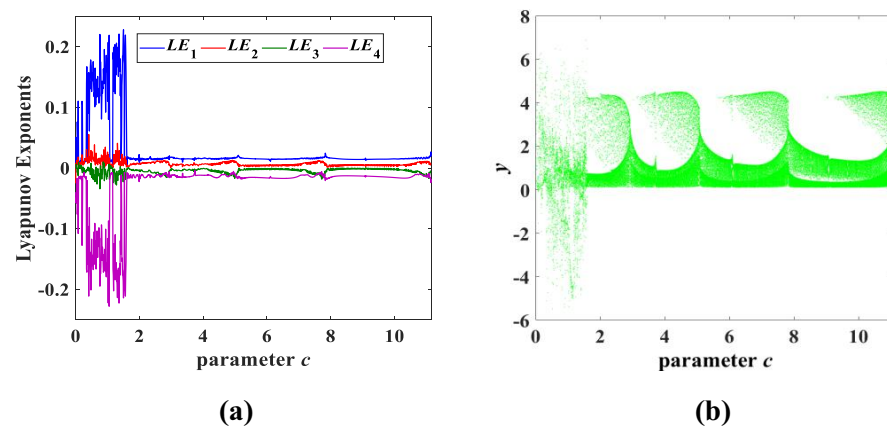 LE1 LE2 LE3 LE4
0.2
0.1
0
-0.1
-0.2
Lyapunov Exponents
0 2 4 6 8 10
parameter c
(a)
8
6
4
2
0
-2
-4
-6
y
0 2 4 6 8 10
parameter c
(b)